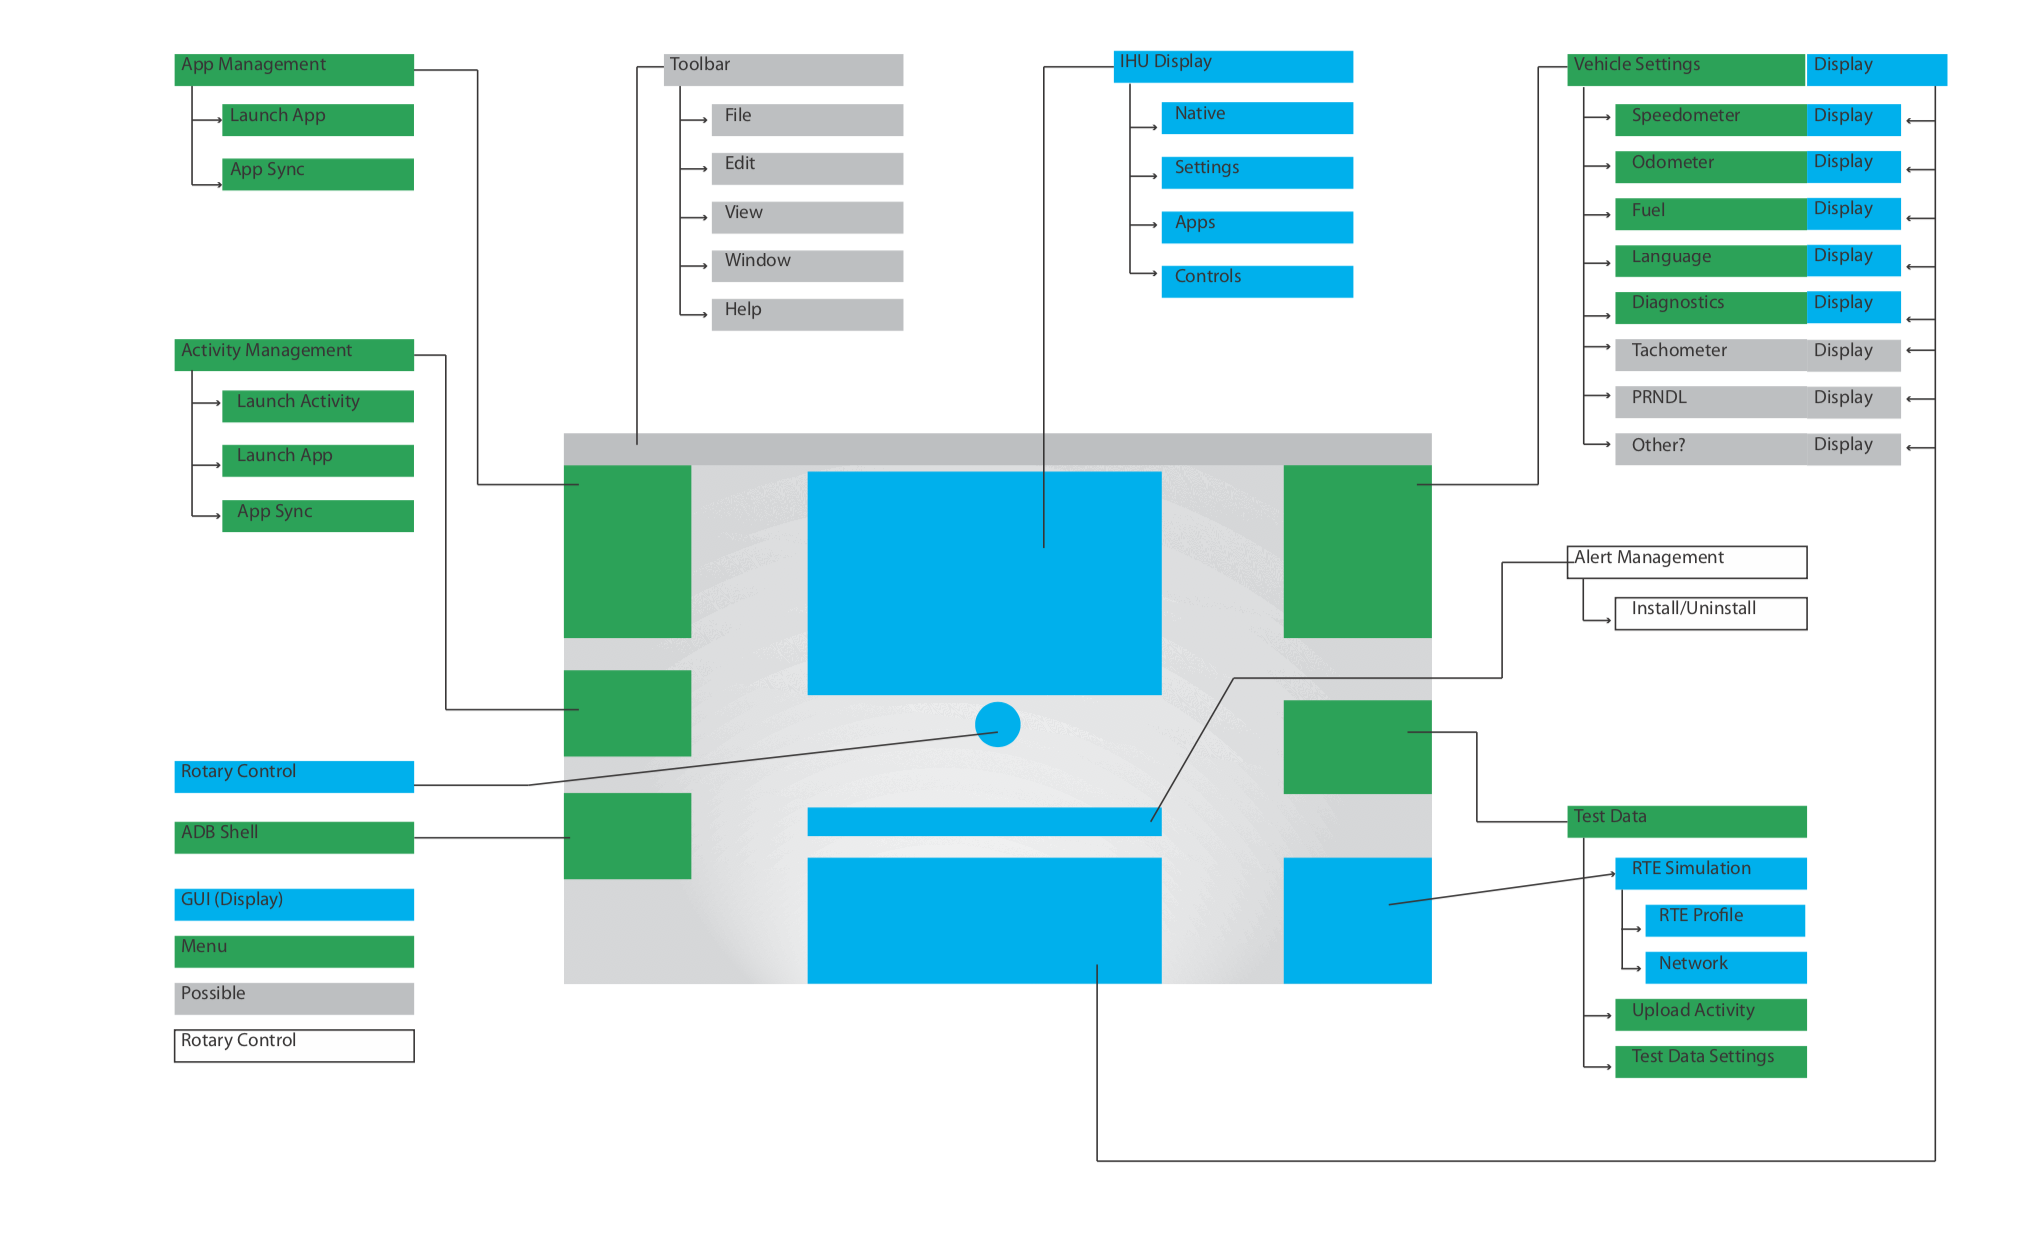 App Management
Launch App
App Sync
Activity Management
Launch Activity
Launch App
App Sync
Rotary Control
ADB Shell
GUI (Display)
Menu
Possible
Rotary Control
Toolbar
File
Edit
View
Window
Help
IHU Display
Native
Settings
Apps
Controls
Vehicle Settings Display
Speedometer Display
Odometer Display
Fuel Display
Language Display
Diagnostics Display
Tachometer Display
PRNDL Display
Other? Display
Alert Management
Install/Uninstall
Test Data
RTE Simulation
RTE Profile
Network
Upload Activity
Test Data Settings